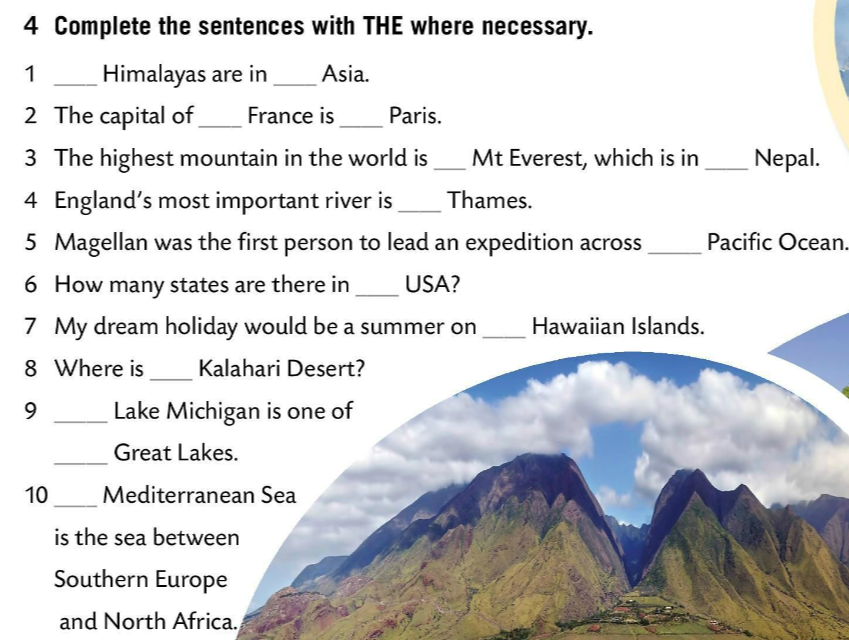 4 Complete the sentences with THE where necessary.
1 ____ Himalayas are in ____ Asia.
2 The capital of ____ France is ____ Paris.
3 The highest mountain in the world is ___ Mt Everest, which is in ____ Nepal.
4 England's most important river is ____ Thames.
5 Magellan was the first person to lead an expedition across _____ Pacific Ocean.
6 How many states are there in ____ USA?
7 My dream holiday would be a summer on ____ Hawaiian Islands.
8 Where is ____ Kalahari Desert?
9 _____ Lake Michigan is one of
_____ Great Lakes.
10 ____ Mediterranean Sea
is the sea between
Southern Europe
and North Africa.